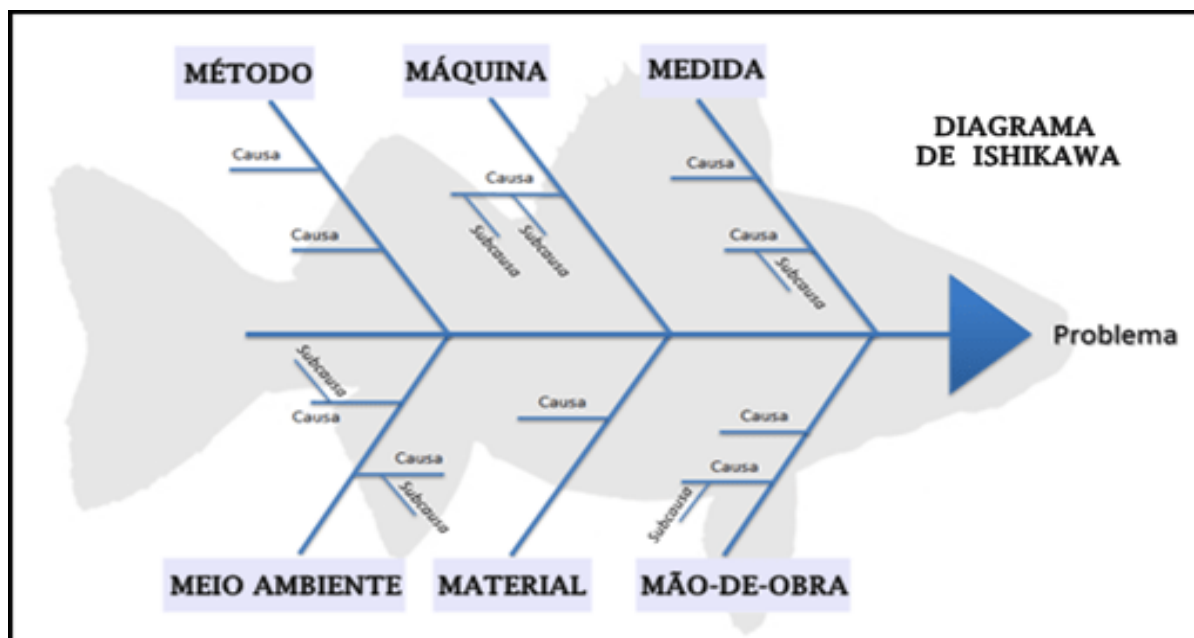 MÉTODO
MÁQUINA
MEDIDA
DIAGRAMA
DE ISHIKAWA
Causa
Causa
Causa
Subcausa
Subcausa
Causa
Causa
Subcausa
Problema
Subcausa
Causa
Causa
Subcausa
Causa
Causa
Causa
Subcausa
MEIO AMBIENTE
MATERIAL
MÃO-DE-OBRA